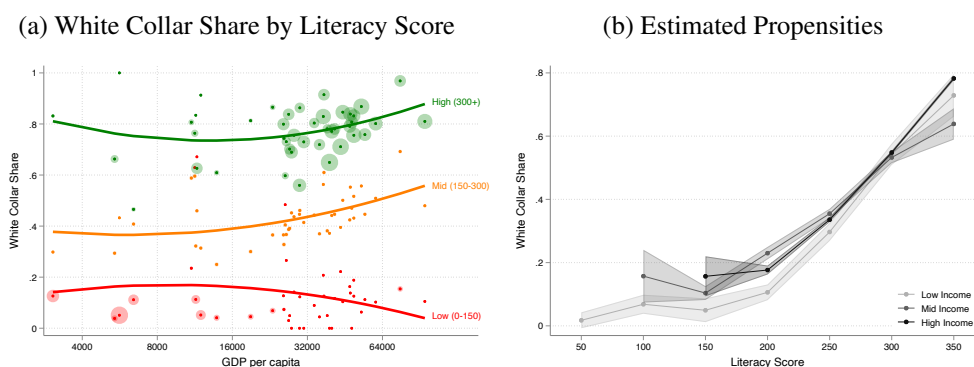 (a) White Collar Share by Literacy Score
(b) Estimated Propensities
White Collar Share
1
.8
.6
.4
.2
0
High (300+)
Mid (150-300)
Low (0-150)
4000 8000 16000 32000 64000
GDP per capita
White Collar Share
.8
.6
.4
.2
0
Low Income
Mid Income
High Income
50 100 150 200 250 300 350
Literacy Score